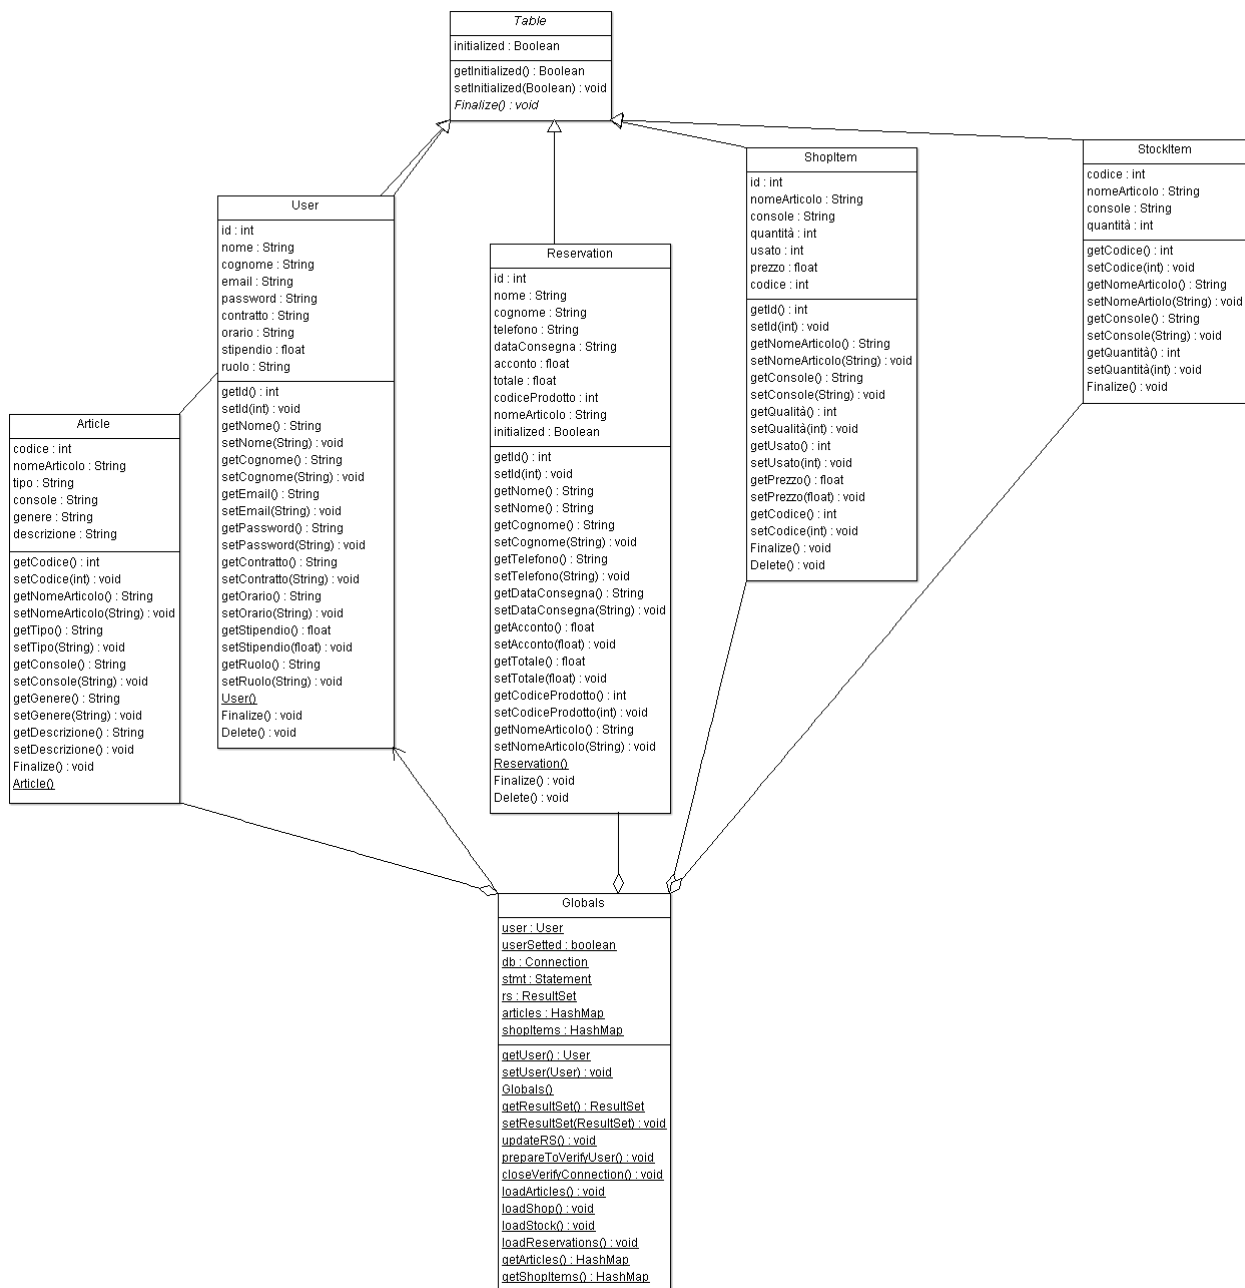 Table
initialized : Boolean
getInitialized() : Boolean
setInitialized(Boolean) : void
Finalize() : void
User
id : int
nome : String
cognome : String
email : String
password : String
contratto : String
orario : String
stipendio : float
ruolo : String
getId() : int
setId(int) : void
getNome() : String
setNome(String) : void
getCognome() : String
setCognome(String) : void
getEmail() : String
setEmail(String) : void
getPassword() : String
setPassword(String) : void
getContratto() : String
setContratto(String) : void
getOrario() : String
setOrario(String) : void
getStipendio() : float
setStipendio(float) : void
getRuolo() : String
setRuolo(String) : void
User()
Finalize() : void
Delete() : void
Reservation
id : int
nome : String
cognome : String
telefono : String
dataConsegna : String
acconto : float
totale : float
codiceProdotto : int
nomeArticolo : String
initialized : Boolean
getId() : int
setId(int) : void
getNome() : String
setNome() : String
getCognome() : String
setCognome(String) : void
getTelefono() : String
setTelefono(String) : void
getDataConsegna() : String
setDataConsegna(String) : void
getAcconto() : float
setAcconto(float) : void
getTotale() : float
setTotale(float) : void
getCodiceProdotto() : int
setCodiceProdotto(int) : void
getNomeArticolo() : String
setNomeArticolo(String) : void
Reservation()
Finalize() : void
Delete() : void
ShopItem
id : int
nomeArticolo : String
console : String
quantità : int
usato : int
prezzo : float
codice : int
getId() : int
setId(int) : void
getNomeArticolo() : String
setNomeArticolo(String) : void
getConsole() : String
setConsole(String) : void
getQualità() : int
setQualità(int) : void
getUsato() : int
setUsato(int) : void
getPrezzo() : float
setPrezzo(float) : void
getCodice() : int
setCodice(int) : void
Finalize() : void
Delete() : void
StockItem
codice : int
nomeArticolo : String
console : String
quantità : int
getCodice() : int
setCodice(int) : void
getNomeArticolo() : String
setNomeArtiolo(String) : void
getConsole() : String
setConsole(String) : void
getQuantità() : int
setQuantità(int) : void
Finalize() : void
Article
codice : int
nomeArticolo : String
tipo : String
console : String
genere : String
descrizione : String
getCodice() : int
setCodice(int) : void
getNomeArticolo() : String
setNomeArticolo(String) : void
getTipo() : String
setTipo(String) : void
getConsole() : String
setConsole(String) : void
getGenere() : String
setGenere(String) : void
getDescrizione() : String
setDescrizione() : void
Finalize() : void
Article()
Globals
user : User
userSetted : boolean
db : Connection
stmt : Statement
rs : ResultSet
articles : HashMap
shopItems : HashMap
getUser() : User
setUser(User) : void
Globals()
getResultSet() : ResultSet
setResultSet(ResultSet) : void
updateRS() : void
prepareToVerifyUser() : void
closeVerifyConnection() : void
loadArticles() : void
loadShop() : void
loadStock() : void
loadReservations() : void
getArticles() : HashMap
getShopItems() : HashMap